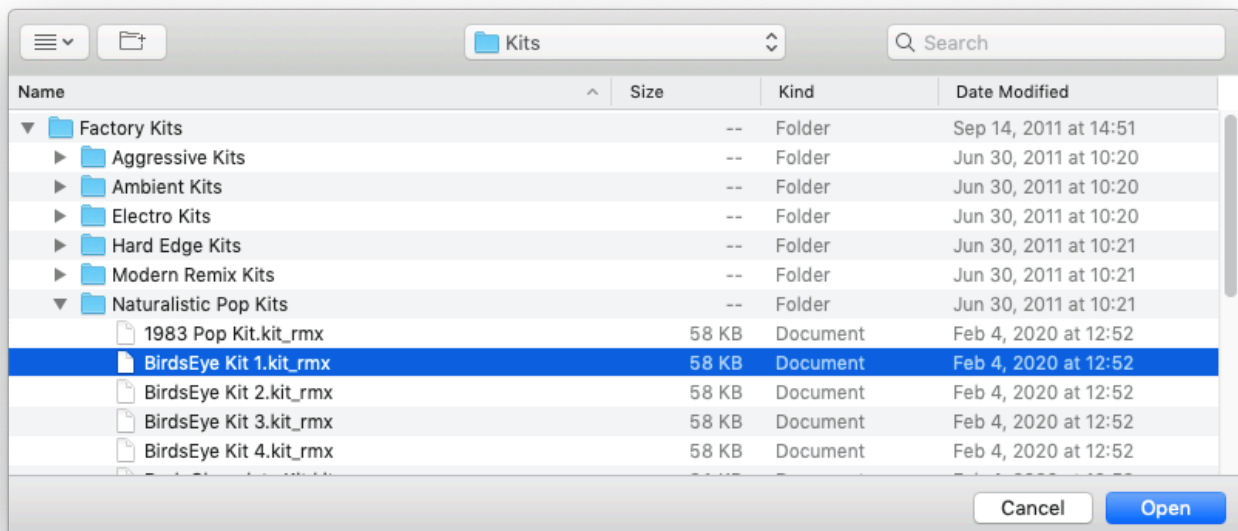 Kits Search
Name Size Kind Date Modified
Factory Kits -- Folder Sep 14, 2011 at 14:51
Aggressive Kits -- Folder Jun 30, 2011 at 10:20
Ambient Kits -- Folder Jun 30, 2011 at 10:20
Electro Kits -- Folder Jun 30, 2011 at 10:20
Hard Edge Kits -- Folder Jun 30, 2011 at 10:21
Modern Remix Kits -- Folder Jun 30, 2011 at 10:21
Naturalistic Pop Kits -- Folder Jun 30, 2011 at 10:21
1983 Pop Kit.kit_rmx 58 KB Document Feb 4, 2020 at 12:52
BirdsEye Kit 1.kit_rmx 58 KB Document Feb 4, 2020 at 12:52
BirdsEye Kit 2.kit_rmx 58 KB Document Feb 4, 2020 at 12:52
BirdsEye Kit 3.kit_rmx 58 KB Document Feb 4, 2020 at 12:52
BirdsEye Kit 4.kit_rmx 58 KB Document Feb 4, 2020 at 12:52
Cancel Open